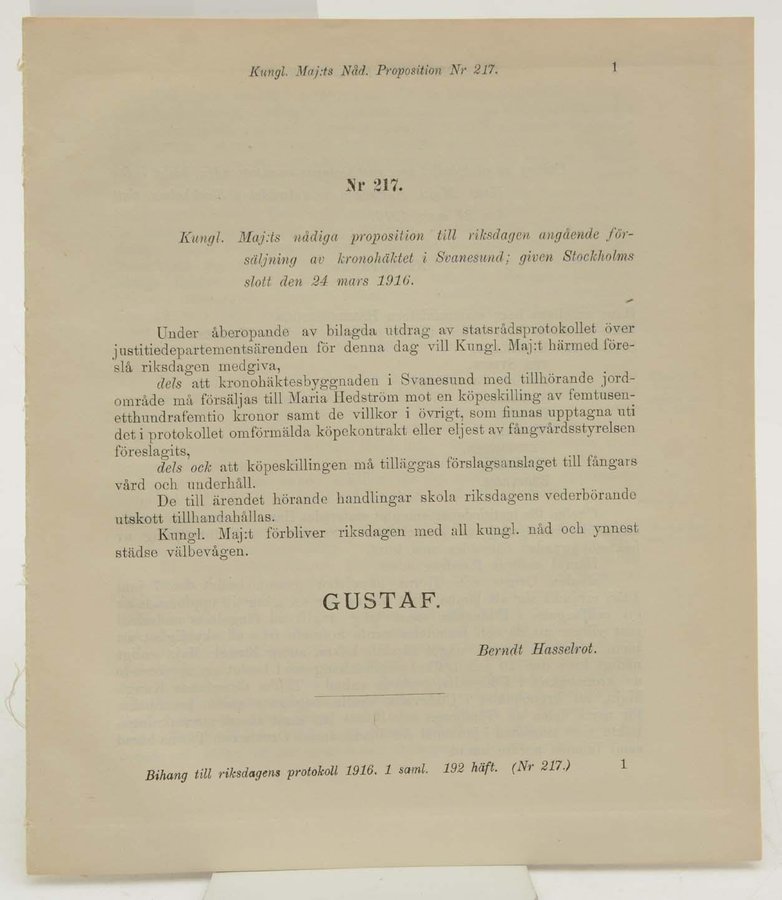 Kungl. Maj:ts Nåd. Proposition Nr 217. 1
Nr 217.
Kungl. Maj:ts nådiga proposition till riksdagen angående för-
säljning av kronohäktet i Svanesund; given Stockholms
slott den 24 mars 1916.
Under åberopande av bilagda utdrag av statsrådsprotokollet över
justitiedepartementsärenden för denna dag vill Kungl. Maj:t härmed före-
slå riksdagen medgiva,
dels att kronohäktesbyggnaden i Svanesund med tillhörande jord-
område må försäljas till Maria Hedström mot en köpeskilling av femtusen-
etthundrafemtio kronor samt de villkor i övrigt, som finnas upptagna uti
det i protokollet omförmälda köpekontrakt eller eljest av fångvårdsstyrelsen
föreslagits,
dels ock att köpeskillingen må tilläggas förslagsanslaget till fångars
vård och underhåll.
De till ärendet hörande handlingar skola riksdagens vederbörande
utskott tillhandahållas.
Kungl. Maj:t förbliver riksdagen med all kungl. nåd och ynnest
städse välbevågen.
GUSTAF.
Berndt Hasselrot.
Bihang till riksdagens protokoll 1916. 1 saml. 192 häft. (Nr 217.) 1